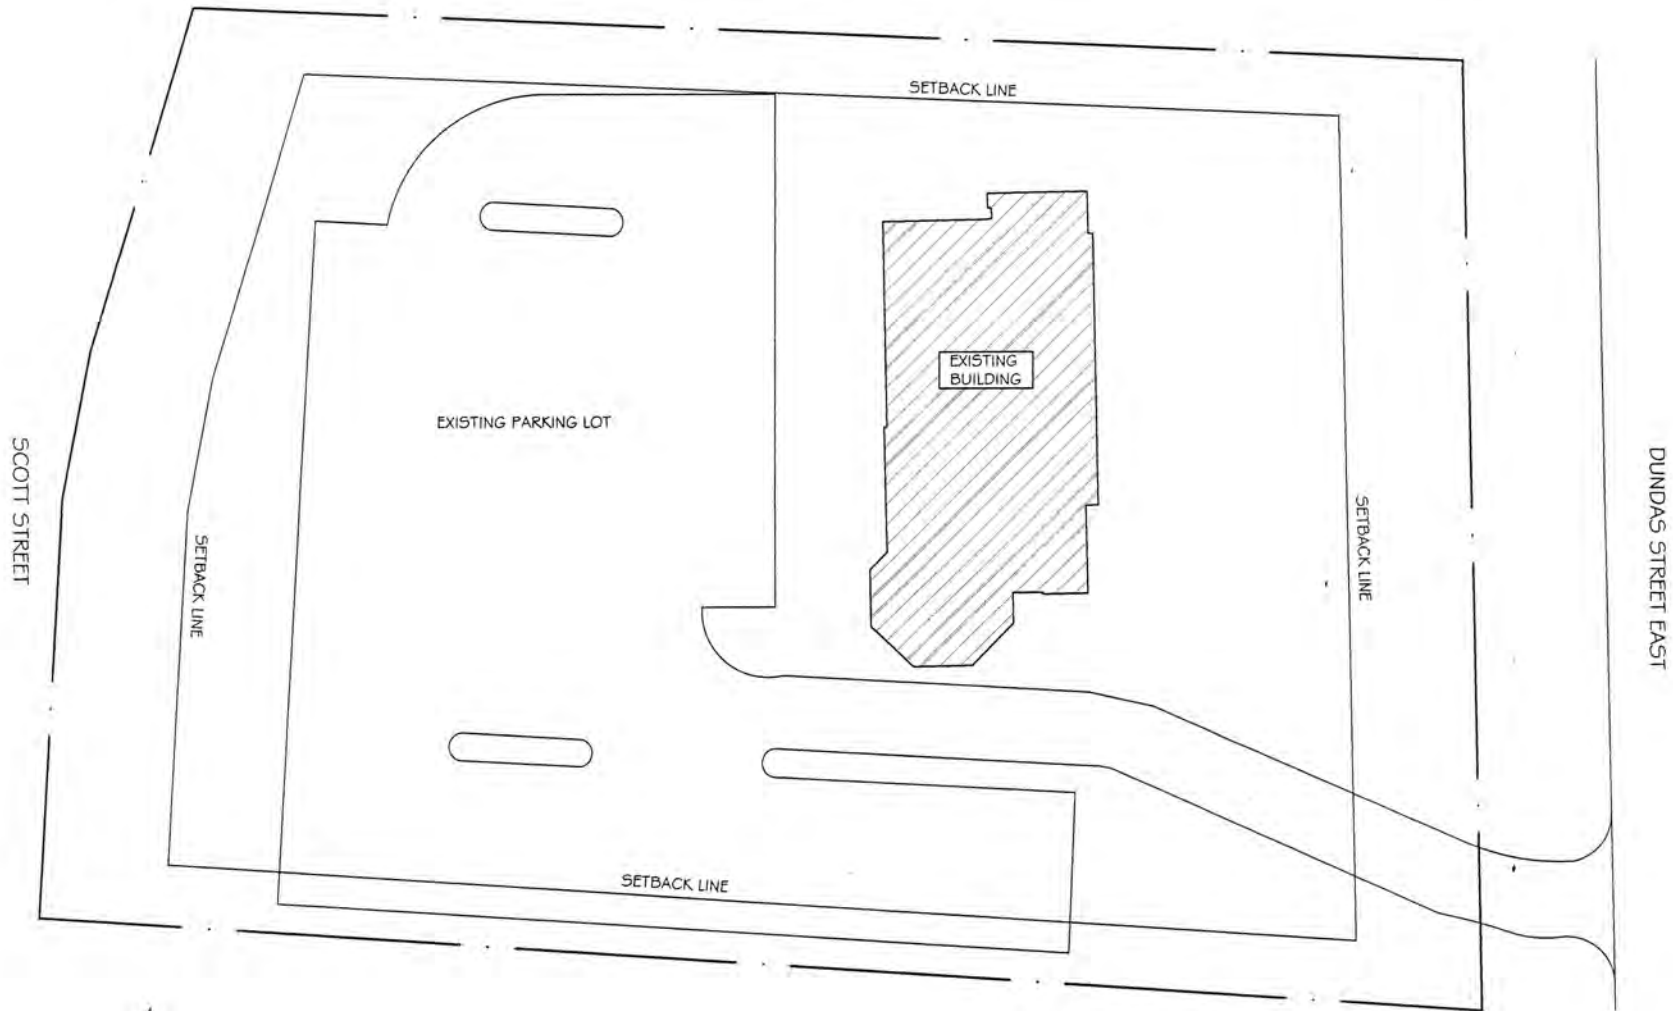 SETBACK LINE
EXISTING
BUILDING
EXISTING PARKING LOT
SCOTT STREET
SETBACK LINE
SETBACK LINE
DUNDAS STREET EAST
SETBACK LINE